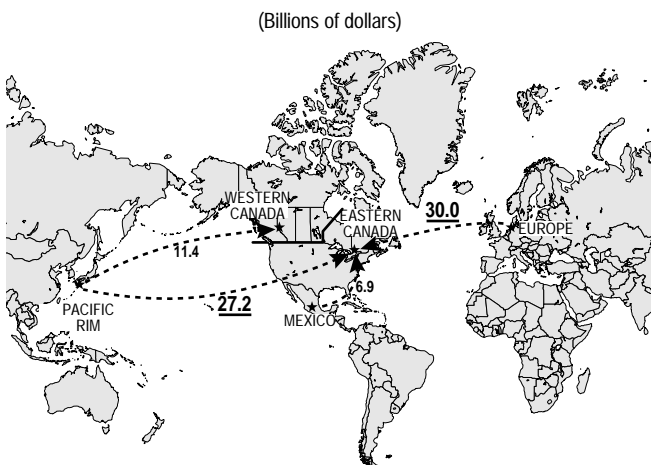 (Billions of dollars)
WESTERN
CANADA
EASTERN
CANADA
30.0
EUROPE
11.4
27.2
6.9
PACIFIC
RIM
MEXICO